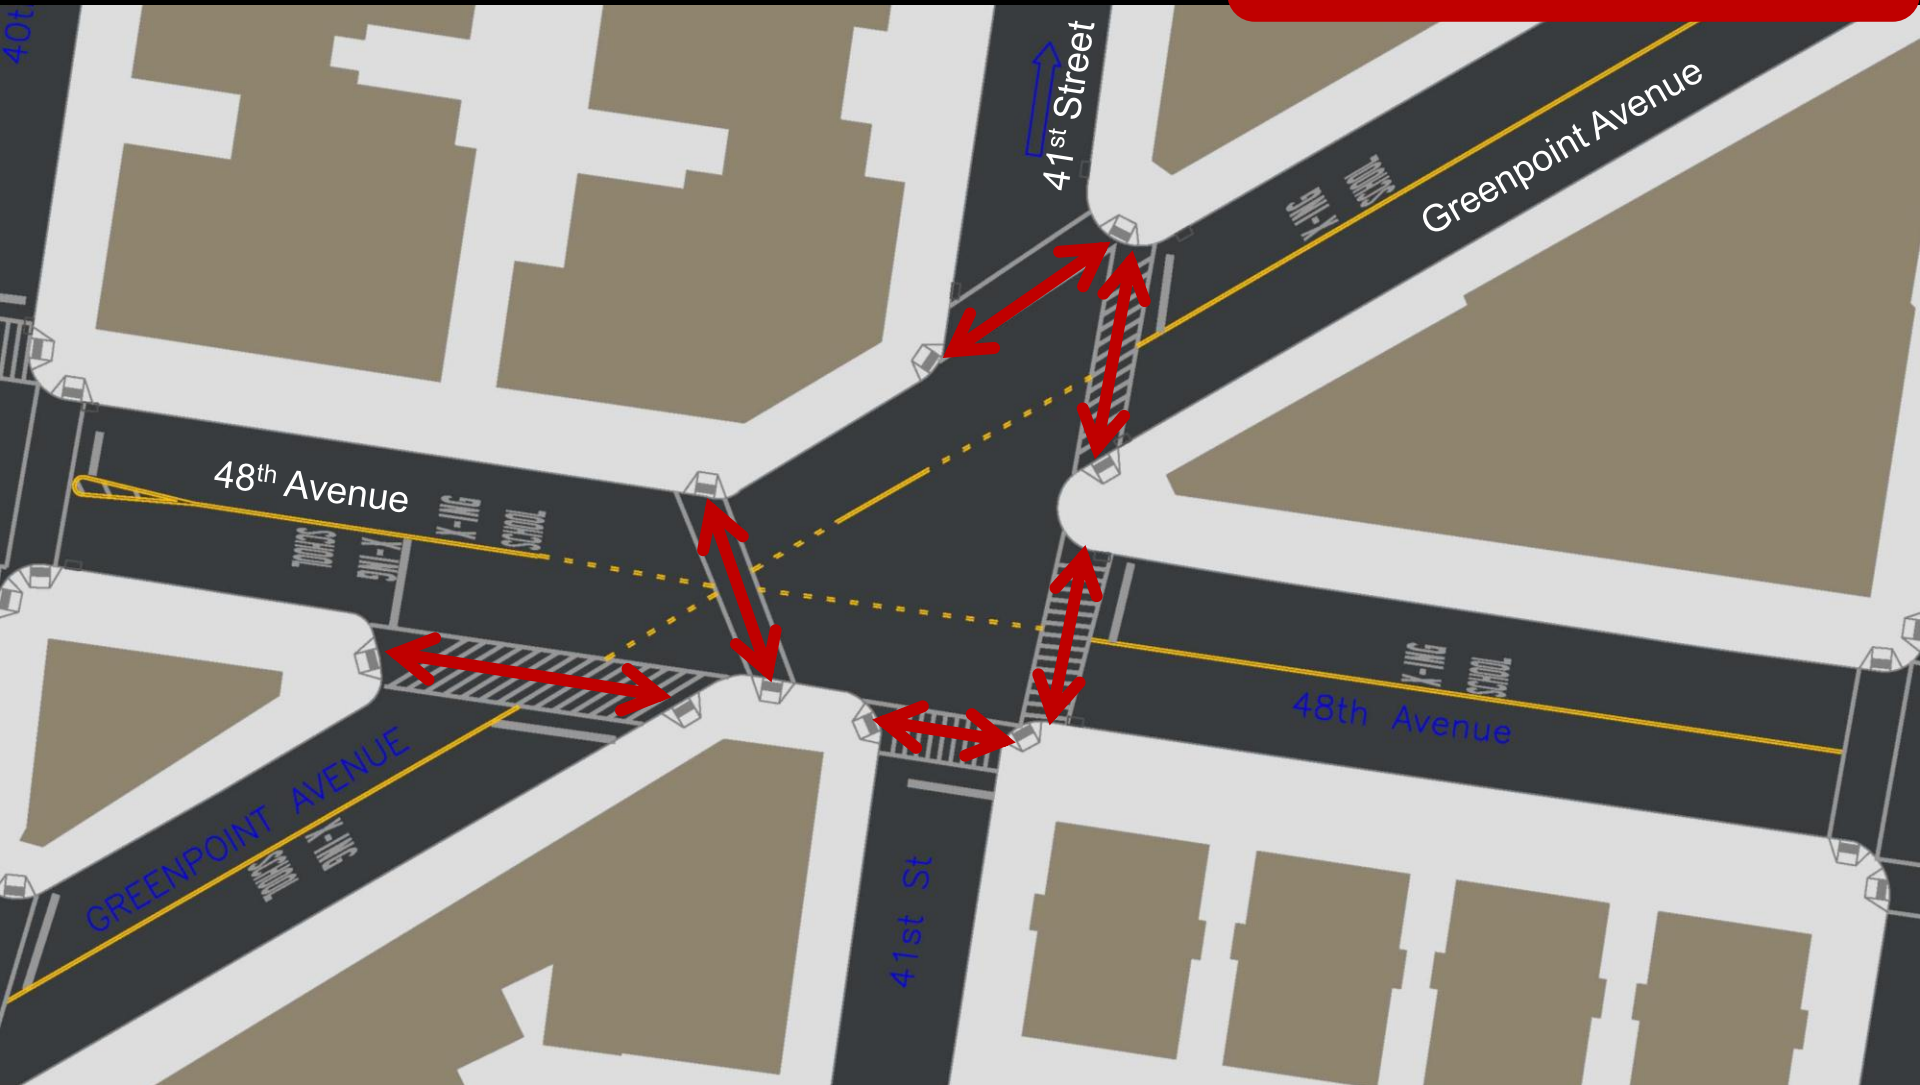 40t
41st Street
Greenpoint Avenue
SCHOOL
X-ING
48th Avenue
X-ING
SCHOOL
SCHOOL
X-ING
X-ING
SCHOOL
48th Avenue
GREENPOINT AVENUE
X-ING
SCHOOL
41st St